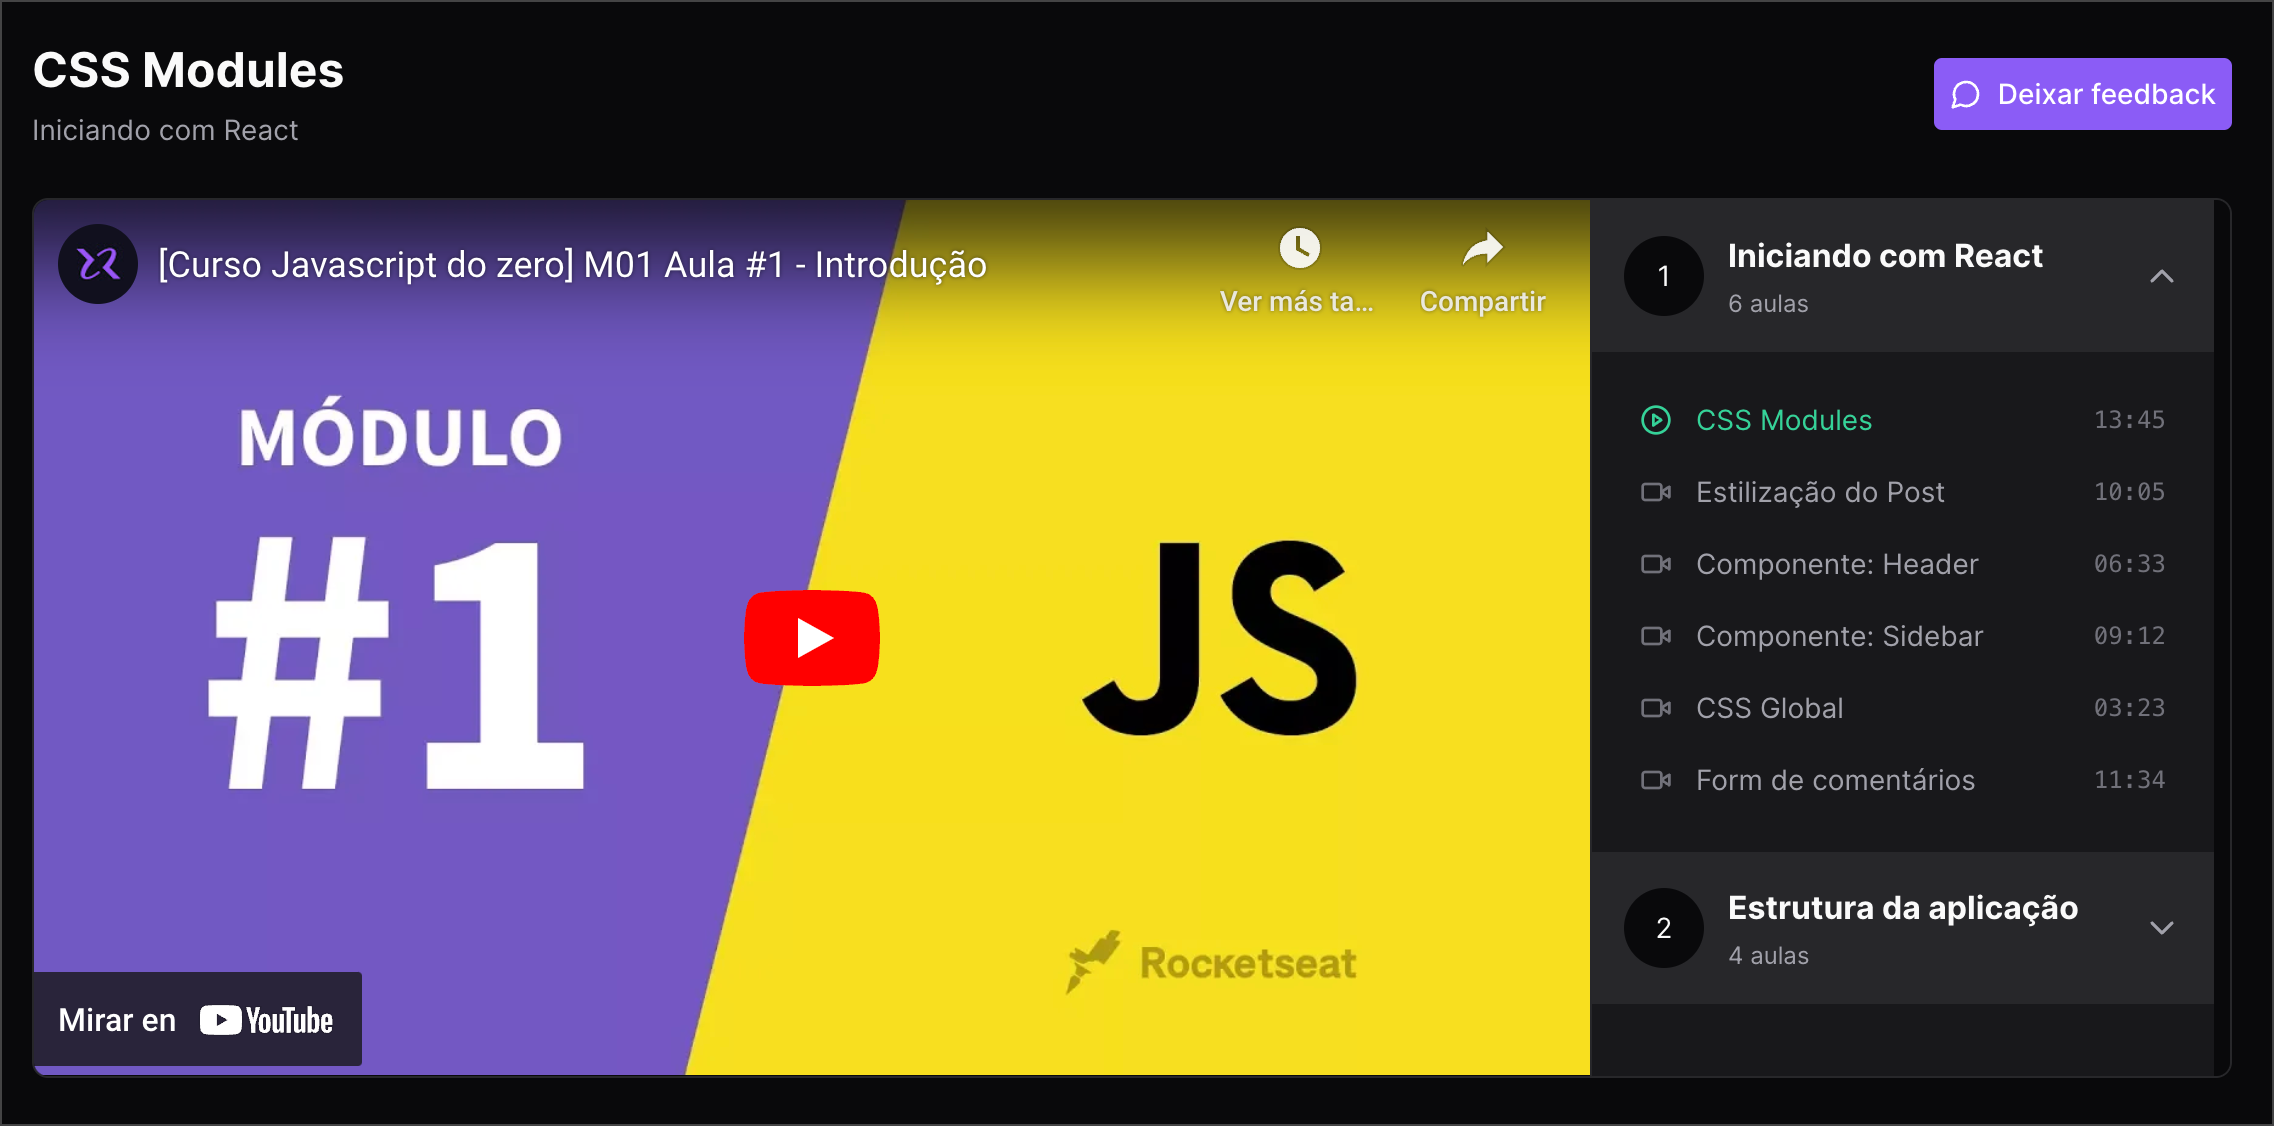 CSS Modules
Iniciando com React
Deixar feedback
[Curso Javascript do zero] M01 Aula #1 - Introdução
Ver más ta...
Compartir
MÓDULO
#1
JS
Rocketseat
Mirar en YouTube
1
Iniciando com React
6 aulas
CSS Modules 13:45
Estilização do Post 10:05
Componente: Header 06:33
Componente: Sidebar 09:12
CSS Global 03:23
Form de comentários 11:34
2
Estrutura da aplicação
4 aulas